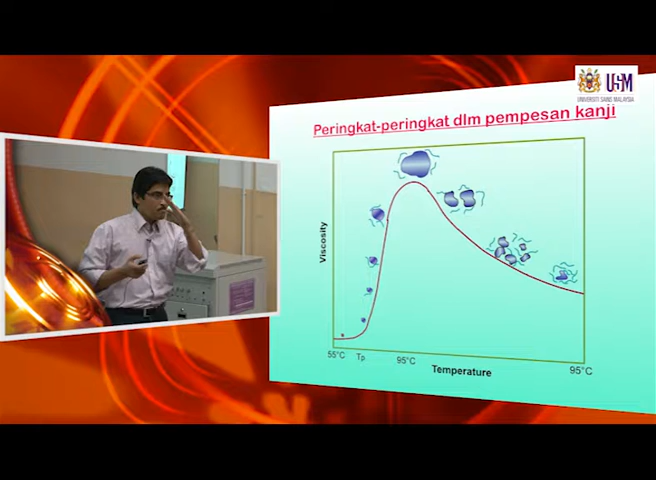 USM
UNIVERSITI SAINS MALAYSIA
Peringkat-peringkat dlm pempesan kanji
Viscosity
55°C Tp. 95°C 95°C
Temperature